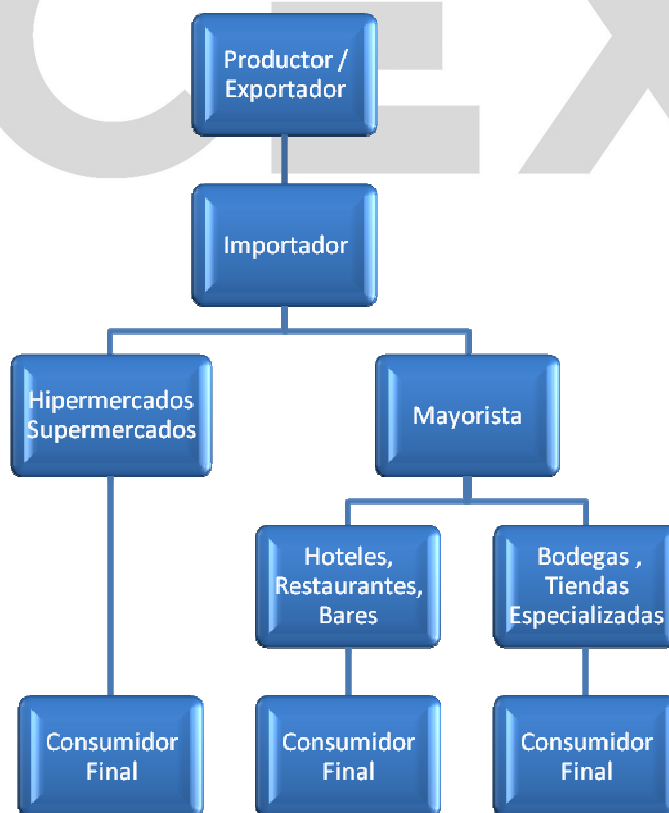 Productor /
Exportador
Importador
Hipermercados
Supermercados
Mayorista
Hoteles,
Restaurantes,
Bares
Bodegas ,
Tiendas
Especializadas
Consumidor
Final
Consumidor
Final
Consumidor
Final